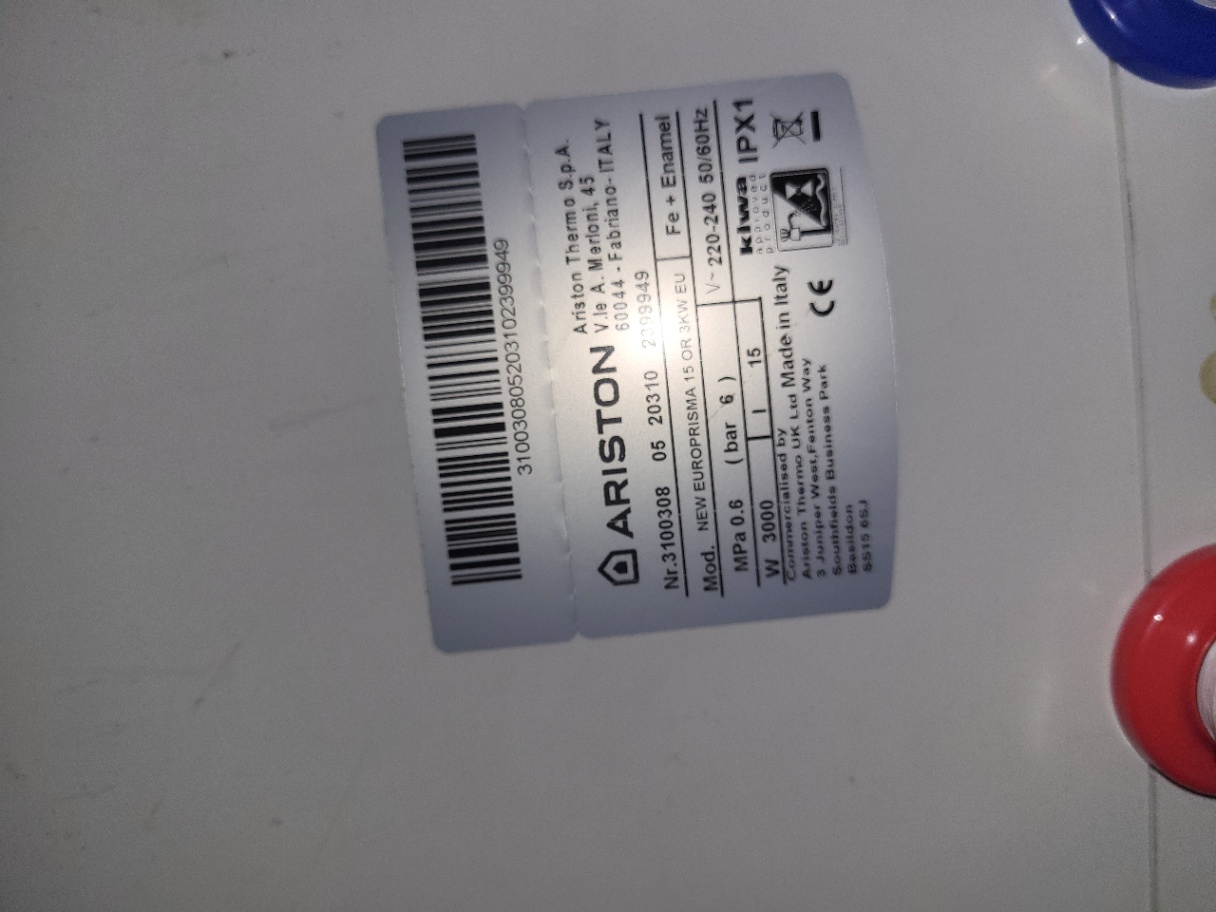 310030805203102399949
ARISTON
Ariston Thermo S.p.A.
V.le A. Merloni, 45
60044 - Fabriano- ITALY
Nr.3100308 05 20310 2399949
Mod. NEW EUROPRISMA 15 OR 3KW EU Fe + Enamel
MPa 0.6 ( bar 6 ) V~ 220-240 50/60Hz
W 3000 l 15 kiwa IPX1
approved
product
Commercialised by
Ariston Thermo UK Ltd Made in Italy
3 Juniper West,Fenton Way
Southfields Business Park
Basildon
SS15 6SJ
CE